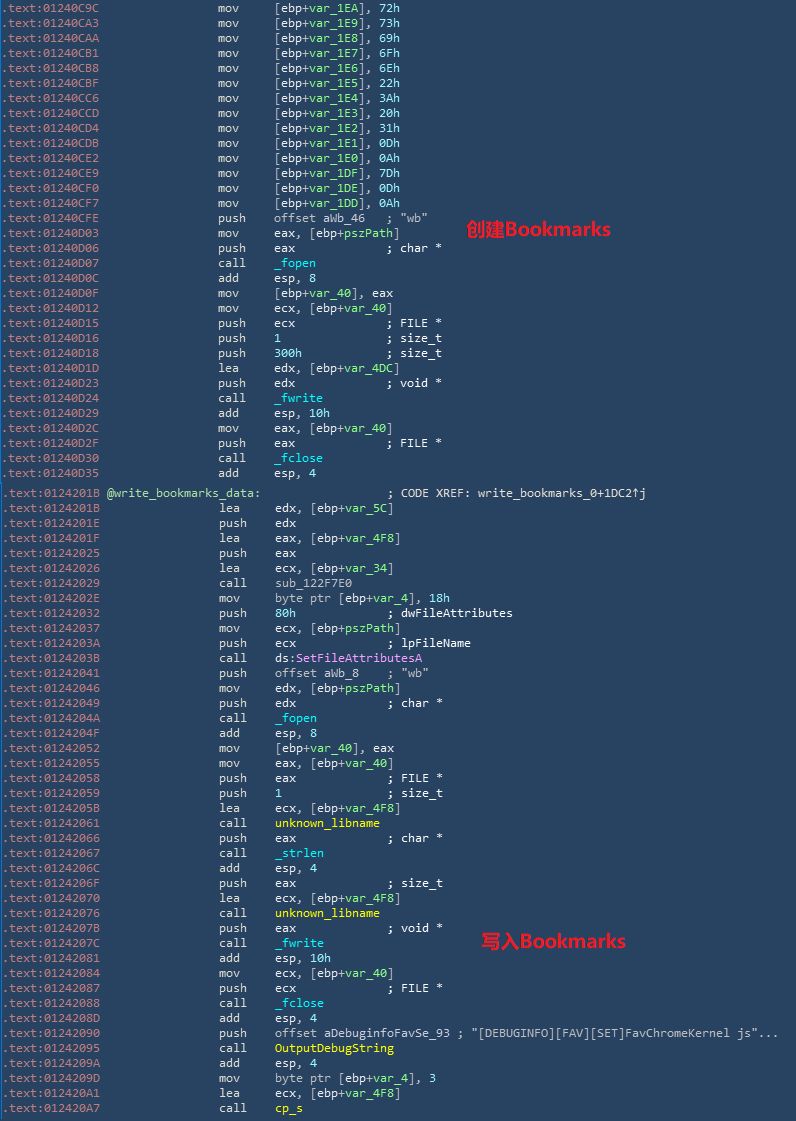 .text:01240C9C mov [ebp+var_1EA], 72h
.text:01240CA3 mov [ebp+var_1E9], 73h
.text:01240CAA mov [ebp+var_1E8], 69h
.text:01240CB1 mov [ebp+var_1E7], 6Fh
.text:01240CB8 mov [ebp+var_1E6], 6Eh
.text:01240CBF mov [ebp+var_1E5], 22h
.text:01240CC6 mov [ebp+var_1E4], 3Ah
.text:01240CCD mov [ebp+var_1E3], 20h
.text:01240CD4 mov [ebp+var_1E2], 31h
.text:01240CDB mov [ebp+var_1E1], 0Dh
.text:01240CE2 mov [ebp+var_1E0], 0Ah
.text:01240CE9 mov [ebp+var_1DF], 7Dh
.text:01240CF0 mov [ebp+var_1DE], 0Dh
.text:01240CF7 mov [ebp+var_1DD], 0Ah
.text:01240CFE push offset aWb_46 ; "wb"
创建Bookmarks
.text:01240D03 mov eax, [ebp+pszPath]
.text:01240D06 push eax ; char *
.text:01240D07 call _fopen
.text:01240D0C add esp, 8
.text:01240D0F mov [ebp+var_40], eax
.text:01240D12 mov ecx, [ebp+var_40]
.text:01240D15 push ecx ; FILE *
.text:01240D16 push 1 ; size_t
.text:01240D18 push 300h ; size_t
.text:01240D1D lea edx, [ebp+var_4DC]
.text:01240D23 push edx ; void *
.text:01240D24 call _fwrite
.text:01240D29 add esp, 10h
.text:01240D2C mov eax, [ebp+var_40]
.text:01240D2F push eax ; FILE *
.text:01240D30 call _fclose
.text:01240D35 add esp, 4
.text:0124201B @write_bookmarks_data: ; CODE XREF: write_bookmarks_0+1DC2↑j
.text:0124201B lea edx, [ebp+var_5C]
.text:0124201E push edx
.text:0124201F lea eax, [ebp+var_4F8]
.text:01242025 push eax
.text:01242026 lea ecx, [ebp+var_34]
.text:01242029 call sub_122F7E0
.text:0124202E mov byte ptr [ebp+var_4], 18h
.text:01242032 push 80h ; dwFileAttributes
.text:01242037 mov ecx, [ebp+pszPath]
.text:0124203A push ecx ; lpFileName
.text:0124203B call ds:SetFileAttributesA
.text:01242041 push offset aWb_8 ; "wb"
.text:01242046 mov edx, [ebp+pszPath]
.text:01242049 push edx ; char *
.text:0124204A call _fopen
.text:0124204F add esp, 8
.text:01242052 mov [ebp+var_40], eax
.text:01242055 mov eax, [ebp+var_40]
.text:01242058 push eax ; FILE *
.text:01242059 push 1 ; size_t
.text:0124205B lea ecx, [ebp+var_4F8]
.text:01242061 call unknown_libname
.text:01242066 push eax ; char *
.text:01242067 call _strlen
.text:0124206C add esp, 4
.text:0124206F push eax ; size_t
.text:01242070 lea ecx, [ebp+var_4F8]
.text:01242076 call unknown_libname
.text:0124207B push eax ; void *
写入Bookmarks
.text:0124207C call _fwrite
.text:01242081 add esp, 10h
.text:01242084 mov ecx, [ebp+var_40]
.text:01242087 push ecx ; FILE *
.text:01242088 call _fclose
.text:0124208D add esp, 4
.text:01242090 push offset aDebuginfoFavSe_93 ; "[DEBUGINFO][FAV][SET]FavChromeKernel js"...
.text:01242095 call OutputDebugString
.text:0124209A add esp, 4
.text:0124209D mov byte ptr [ebp+var_4], 3
.text:012420A1 lea ecx, [ebp+var_4F8]
.text:012420A7 call cp_s